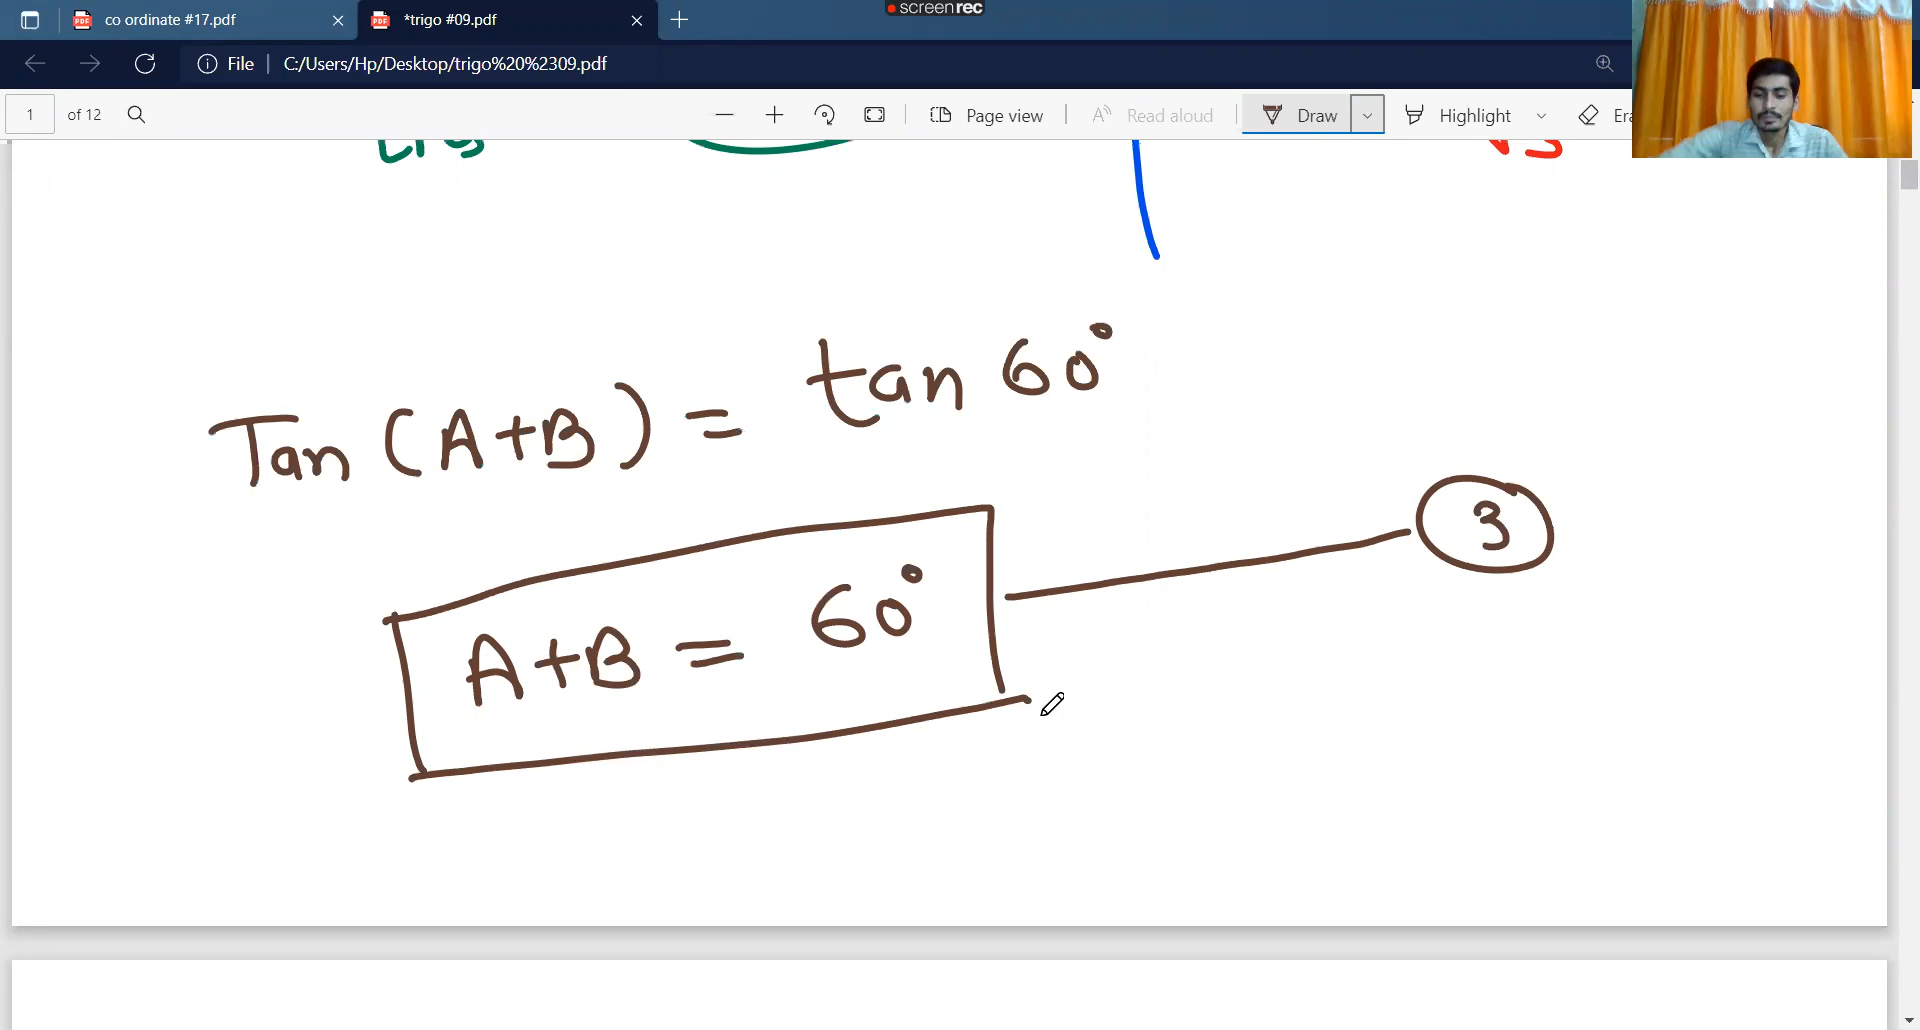 co ordinate #17.pdf
*trigo #09.pdf
screenrec
File
C:/Users/Hp/Desktop/trigo%20%2309.pdf
1 of 12
Page view
Read aloud
Draw
Highlight
Tan (A+B) = tan 60°
A+B = 60°
3